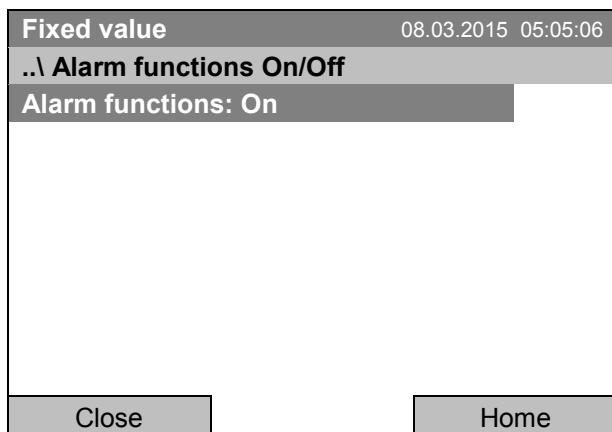 Fixed value 08.03.2015 05:05:06
..\ Alarm functions On/Off
Alarm functions: On
Close Home